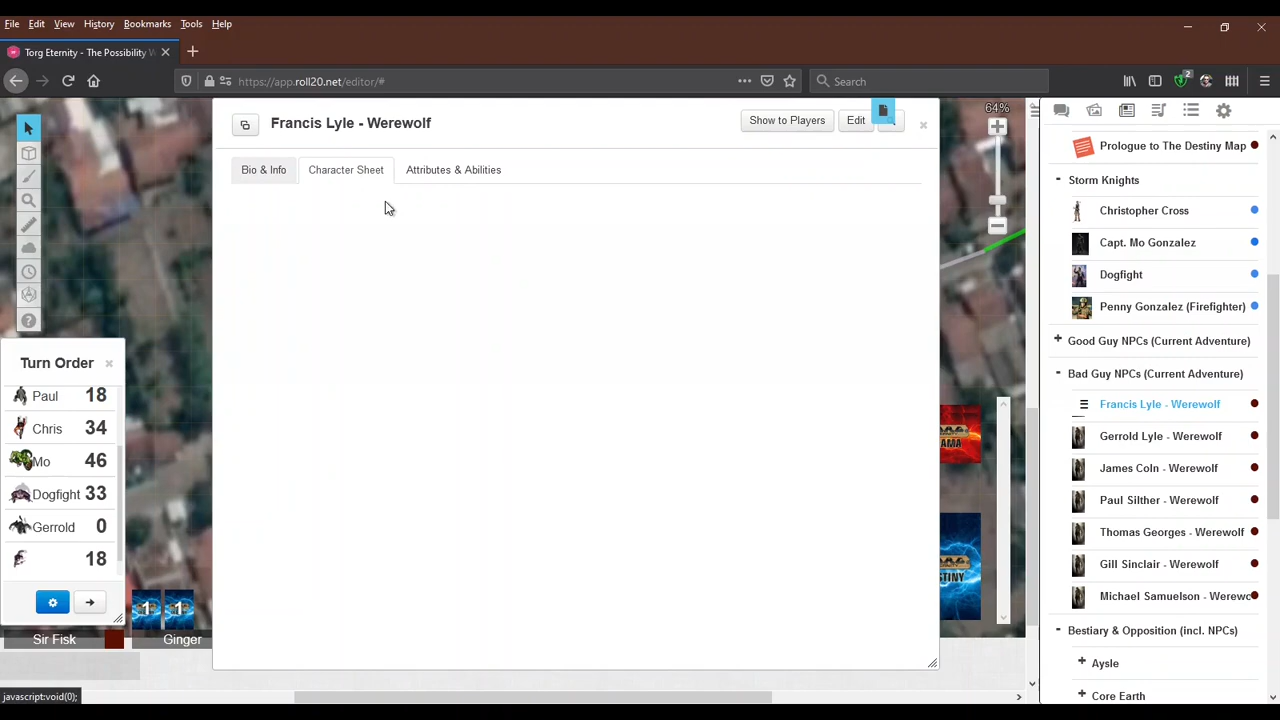 File Edit View History Bookmarks Tools Help
Torg Eternity - The Possibility
https://app.roll20.net/editor/#
Search
2
Francis Lyle - Werewolf
Show to Players
Edit
Bio & Info
Character Sheet
Attributes & Abilities
64%
Turn Order
Paul 18
Chris 34
Mo 46
Dogfight 33
Gerrold 0
18
1 1
Sir Fisk
Ginger
javascript:void(0);
Prologue to The Destiny Map
Storm Knights
Christopher Cross
Capt. Mo Gonzalez
Dogfight
Penny Gonzalez (Firefighter)
Good Guy NPCs (Current Adventure)
Bad Guy NPCs (Current Adventure)
Francis Lyle - Werewolf
Gerrold Lyle - Werewolf
James Coln - Werewolf
Paul Silther - Werewolf
Thomas Georges - Werewolf
Gill Sinclair - Werewolf
Michael Samuelson - Werewo
Bestiary & Opposition (incl. NPCs)
Aysle
Core Earth